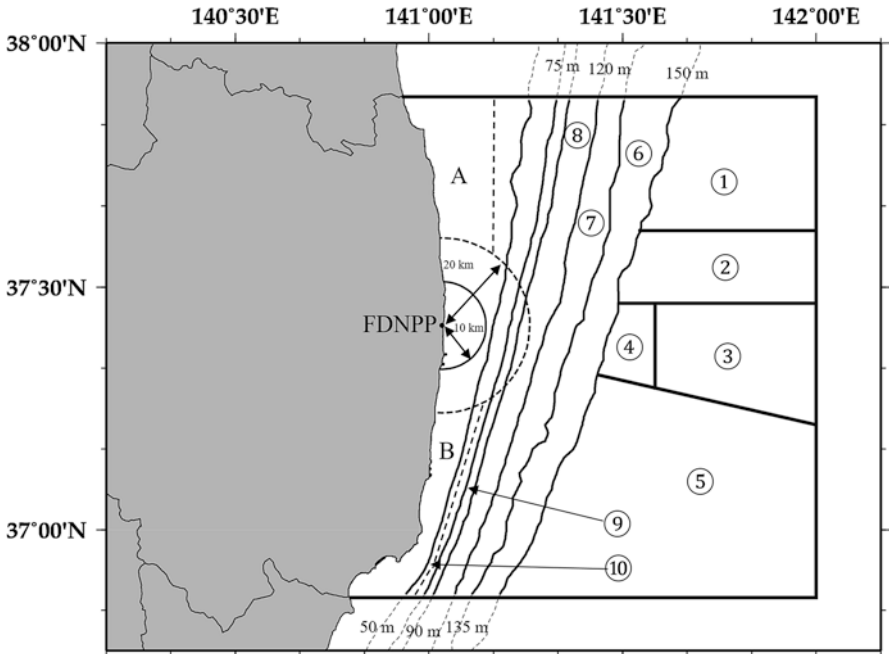 140°30'E 141°00'E 141°30'E 142°00'E
38°00'N
75 m 120 m 150 m
⑧
⑥
A
①
⑦
20 km
②
37°30'N
FDNPP
10 km
④ ③
B
⑤
⑨
37°00'N
⑩
50 m 90 m 135 m